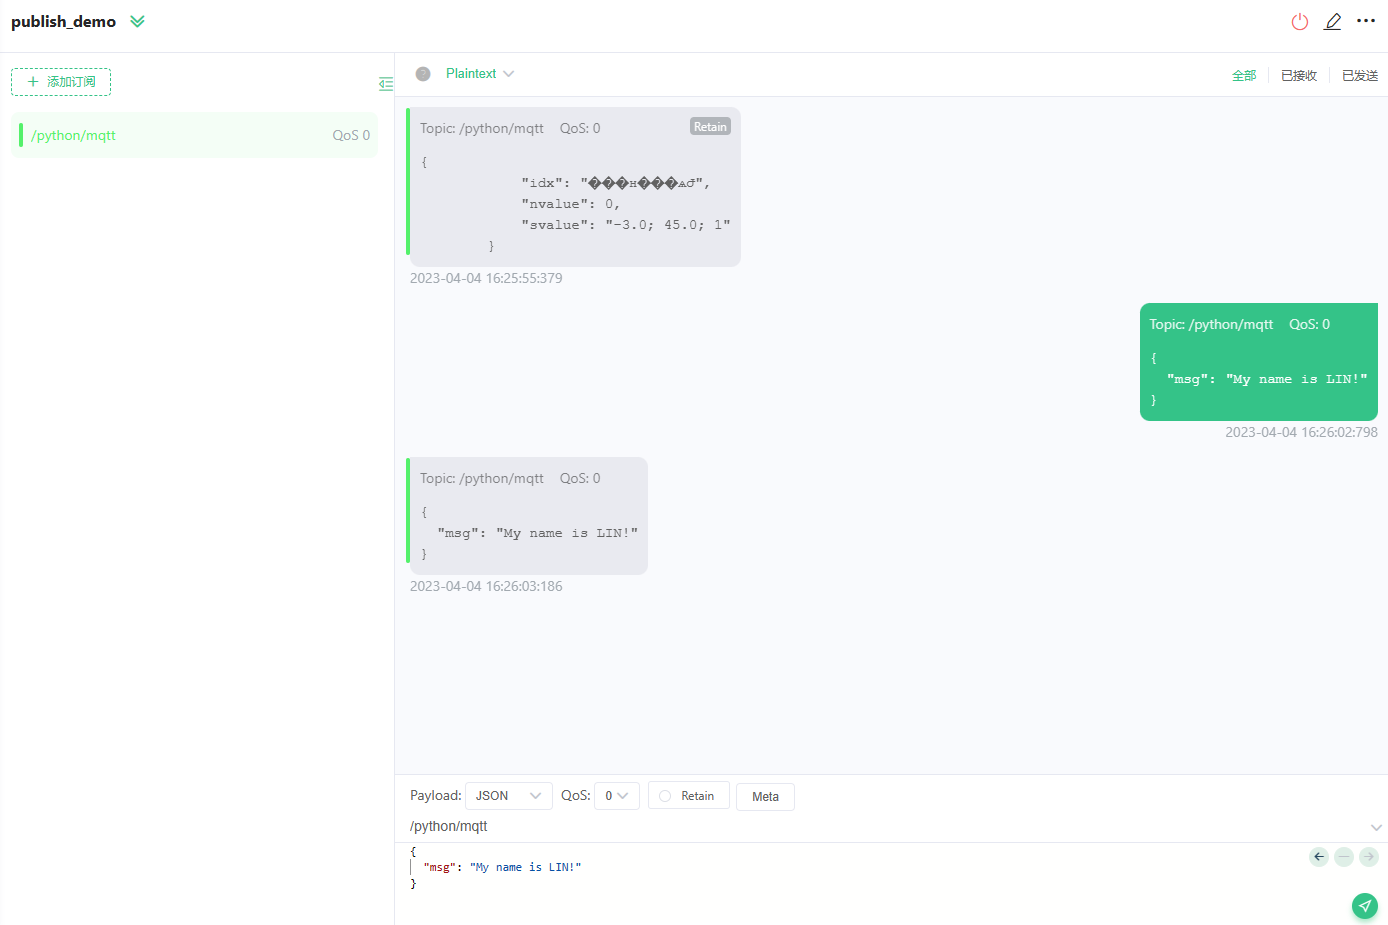 publish_demo
添加订阅
/python/mqtt QoS 0
Plaintext
全部 已接收 已发送
Topic: /python/mqtt QoS: 0 Retain
{
"idx": "���н���ѧơ",
"nvalue": 0,
"svalue": "-3.0; 45.0; 1"
}
2023-04-04 16:25:55:379
Topic: /python/mqtt QoS: 0
{
"msg": "My name is LIN!"
}
2023-04-04 16:26:02:798
Topic: /python/mqtt QoS: 0
{
"msg": "My name is LIN!"
}
2023-04-04 16:26:03:186
Payload: JSON QoS: 0 Retain Meta
/python/mqtt
{
"msg": "My name is LIN!"
}